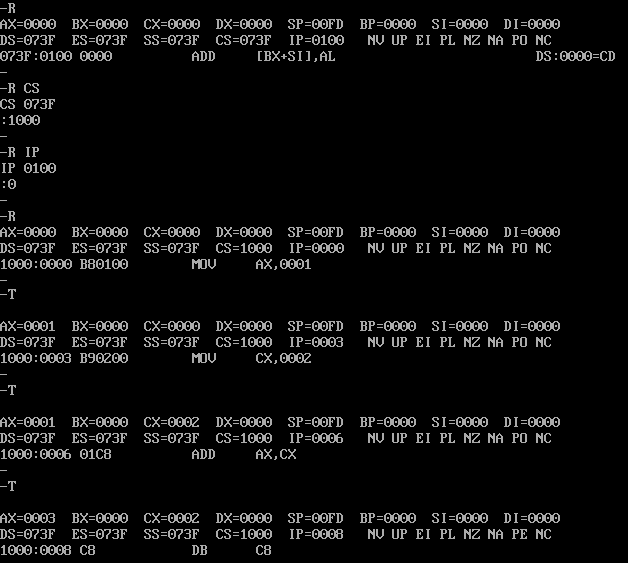 -R
AX=0000  BX=0000  CX=0000  DX=0000  SP=00FD  BP=0000  SI=0000  DI=0000
DS=073F  ES=073F  SS=073F  CS=073F  IP=0100   NV UP EI PL NZ NA PO NC
073F:0100 0000          ADD     [BX+SI],AL                         DS:0000=CD
-
-R CS
CS 073F
:1000
-
-R IP
IP 0100
:0
-
-R
AX=0000  BX=0000  CX=0000  DX=0000  SP=00FD  BP=0000  SI=0000  DI=0000
DS=073F  ES=073F  SS=073F  CS=1000  IP=0000   NV UP EI PL NZ NA PO NC
1000:0000 B80100        MOV     AX,0001
-
-T
AX=0001  BX=0000  CX=0000  DX=0000  SP=00FD  BP=0000  SI=0000  DI=0000
DS=073F  ES=073F  SS=073F  CS=1000  IP=0003   NV UP EI PL NZ NA PO NC
1000:0003 B90200        MOV     CX,0002
-
-T
AX=0001  BX=0000  CX=0002  DX=0000  SP=00FD  BP=0000  SI=0000  DI=0000
DS=073F  ES=073F  SS=073F  CS=1000  IP=0006   NV UP EI PL NZ NA PO NC
1000:0006 01C8          ADD     AX,CX
-
-T
AX=0003  BX=0000  CX=0002  DX=0000  SP=00FD  BP=0000  SI=0000  DI=0000
DS=073F  ES=073F  SS=073F  CS=1000  IP=0008   NV UP EI PL NZ NA PE NC
1000:0008 C8            DB      C8